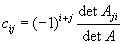 c_{ij} = (-1)^{i+j} \frac{\det A_{ji}}{\det A}